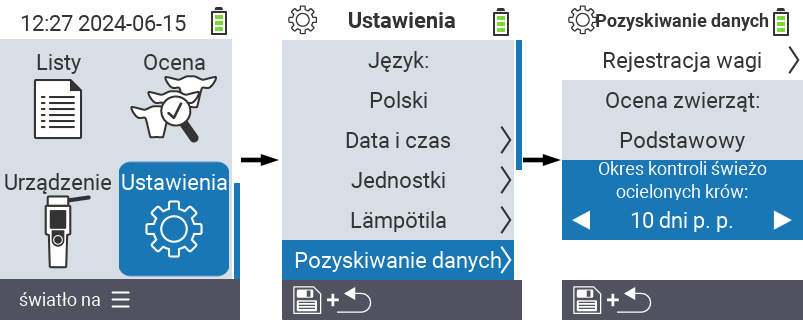 12:27 2024-06-15
Listy
Ocena
Urządzenie
Ustawienia
światło na
Ustawienia
Język:
Polski
Data i czas
Jednostki
Lämpötila
Pozyskiwanie danych
+
Pozyskiwanie danych
Rejestracja wagi
Ocena zwierząt:
Podstawowy
Okres kontroli świeżo
ocielonych krów:
10 dni p. p.
+